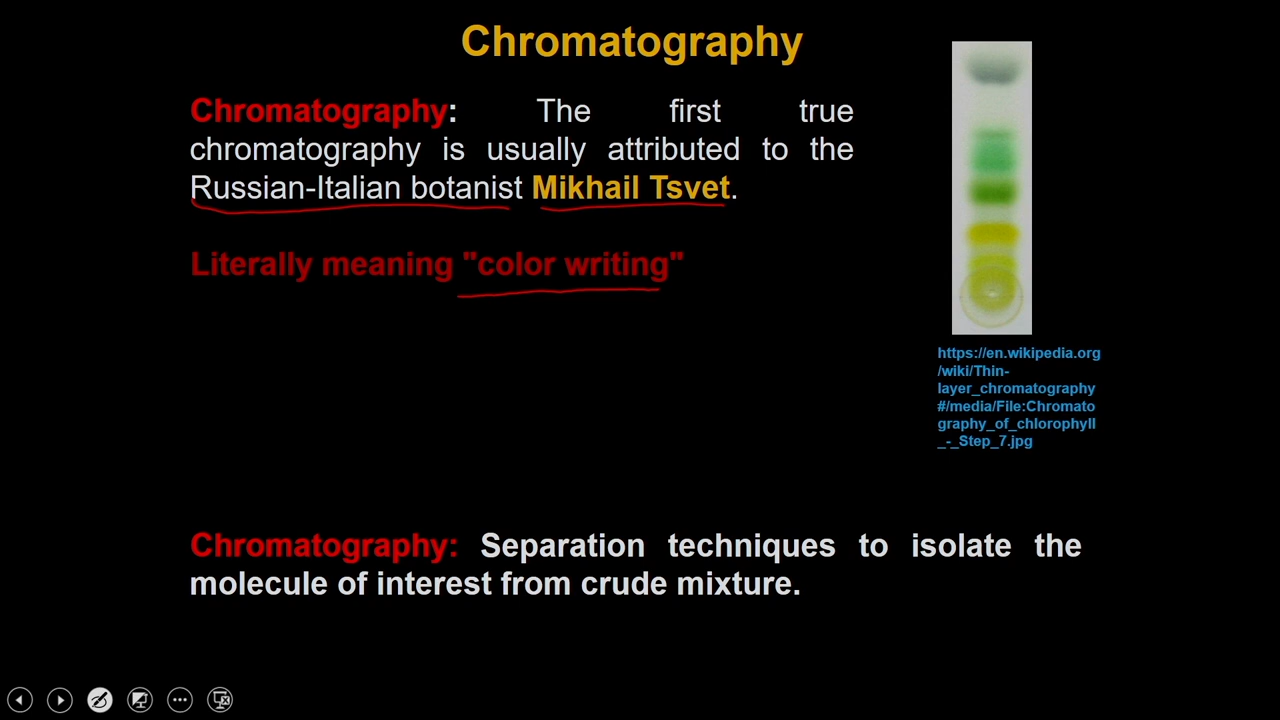 Chromatography
Chromatography: The first true
chromatography is usually attributed to the
Russian-Italian botanist Mikhail Tsvet.
Literally meaning "color writing"
https://en.wikipedia.org
/wiki/Thin-
layer_chromatography
#/media/File:Chromato
graphy_of_chlorophyll
_-_Step_7.jpg
Chromatography: Separation techniques to isolate the
molecule of interest from crude mixture.